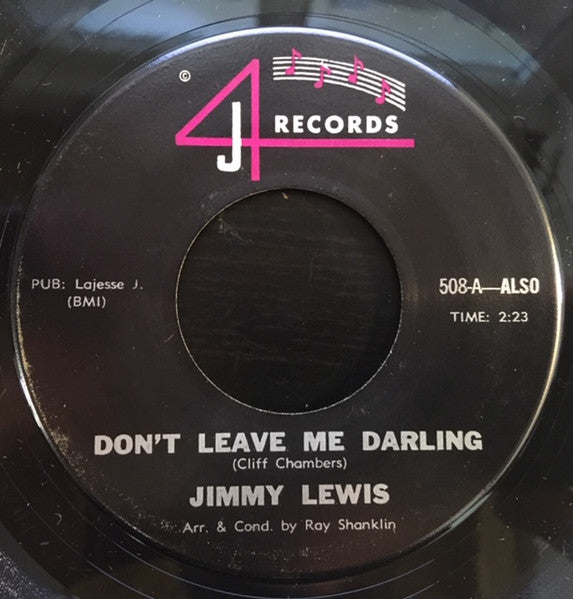 ©
4 J RECORDS
PUB: Lajesse J.
(BMI)
508-A—ALSO
TIME: 2:23
DON'T LEAVE ME DARLING
(Cliff Chambers)
JIMMY LEWIS
Arr. & Cond. by Ray Shanklin